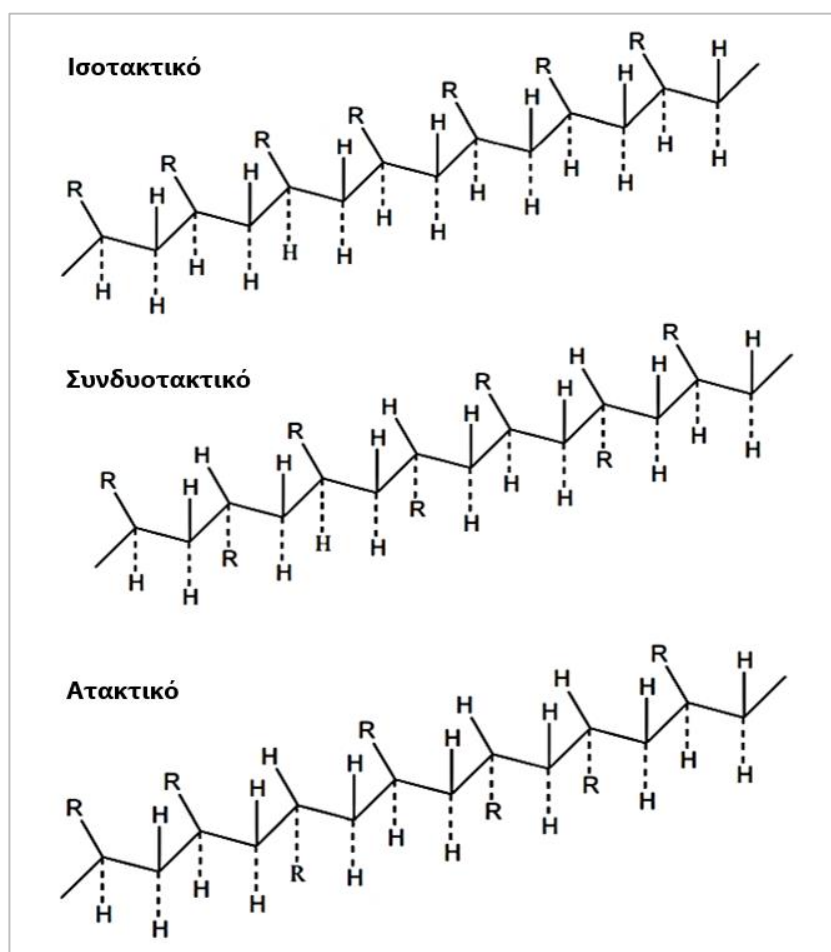 Ισοτακτικό
R H R H R H R H R H R H R H
H H H H H H H H H H H H H H
Συνδυοτακτικό
R H H H R H H H R H H H R H
H H R H H H R H H H R H H H
Ατακτικό
R H R H H H R H H H H H R H
H H H H R H H H R H R H H H